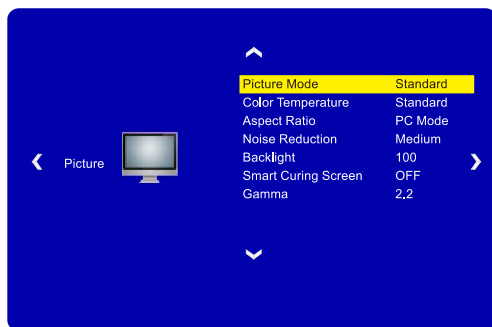 Picture
Picture Mode Standard
Color Temperature Standard
Aspect Ratio PC Mode
Noise Reduction Medium
Backlight 100
Smart Curing Screen OFF
Gamma 2.2